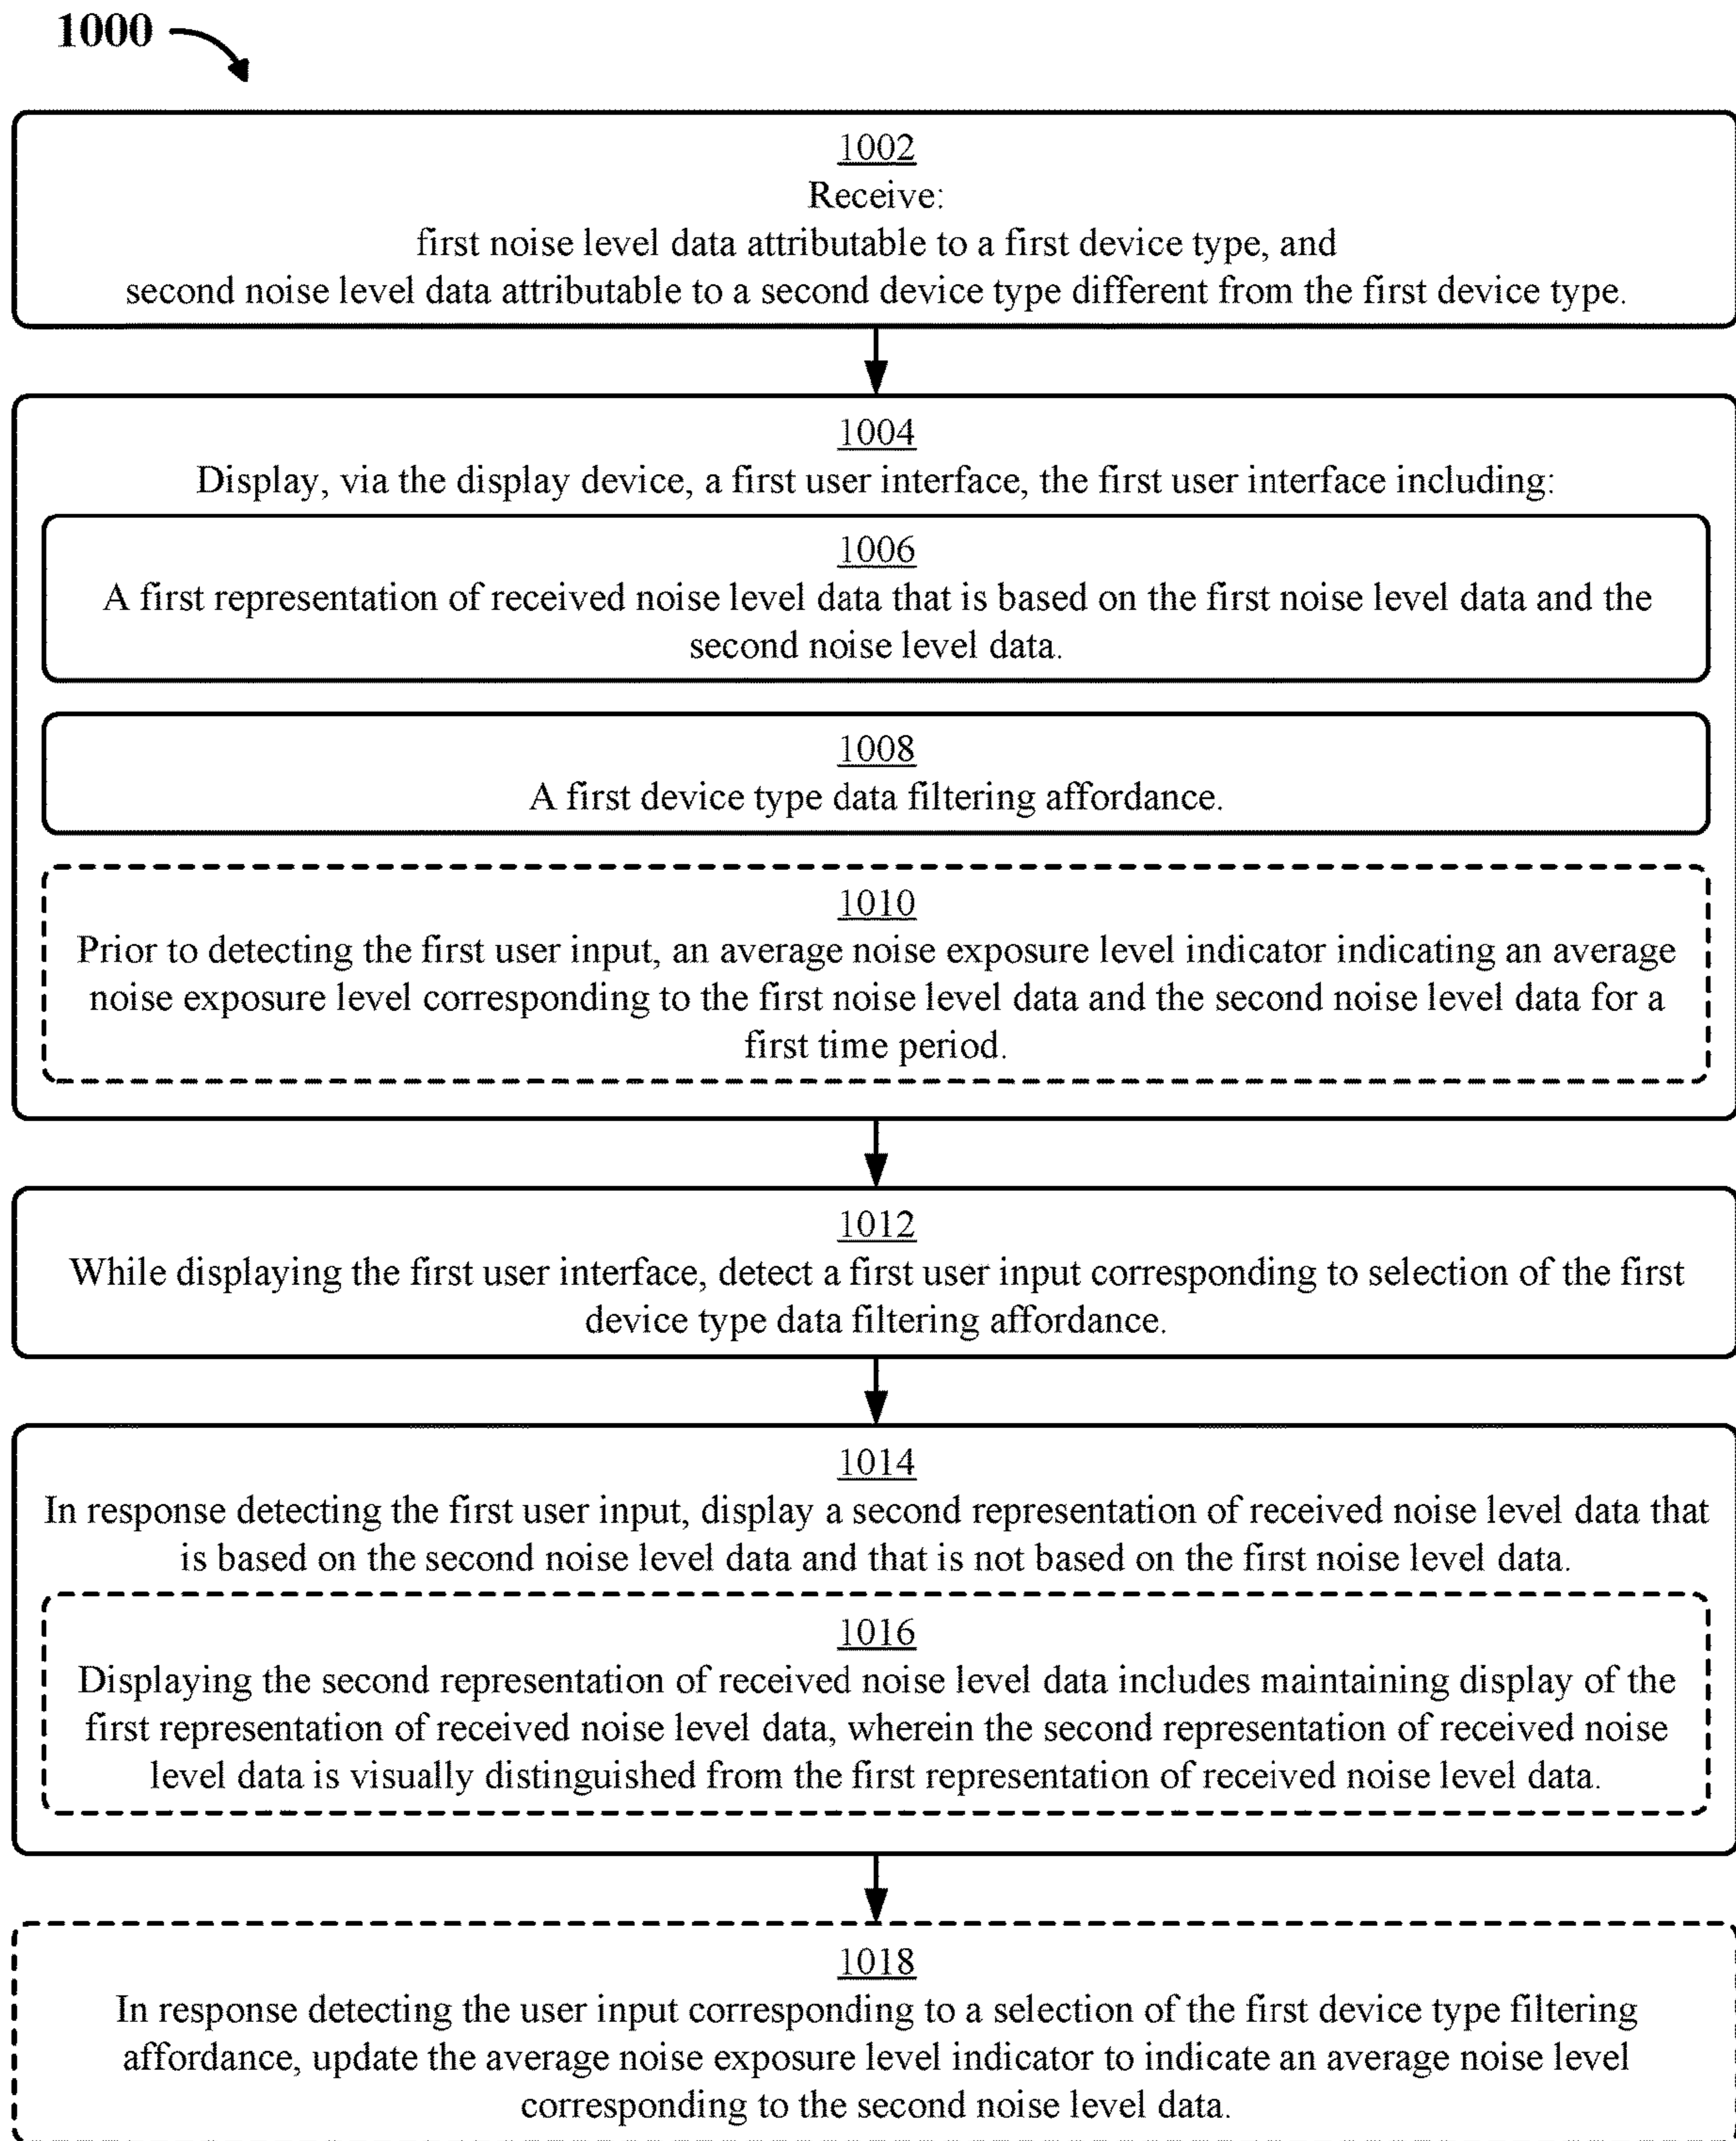 1000
1002
Receive:
first noise level data attributable to a first device type, and
second noise level data attributable to a second device type different from the first device type.
1004
Display, via the display device, a first user interface, the first user interface including:
1006
A first representation of received noise level data that is based on the first noise level data and the
second noise level data.
1008
A first device type data filtering affordance.
1010
Prior to detecting the first user input, an average noise exposure level indicator indicating an average
noise exposure level corresponding to the first noise level data and the second noise level data for a
first time period.
1012
While displaying the first user interface, detect a first user input corresponding to selection of the first
device type data filtering affordance.
1014
In response detecting the first user input, display a second representation of received noise level data that
is based on the second noise level data and that is not based on the first noise level data.
1016
Displaying the second representation of received noise level data includes maintaining display of the
first representation of received noise level data, wherein the second representation of received noise
level data is visually distinguished from the first representation of received noise level data.
1018
In response detecting the user input corresponding to a selection of the first device type filtering
affordance, update the average noise exposure level indicator to indicate an average noise level
corresponding to the second noise level data.